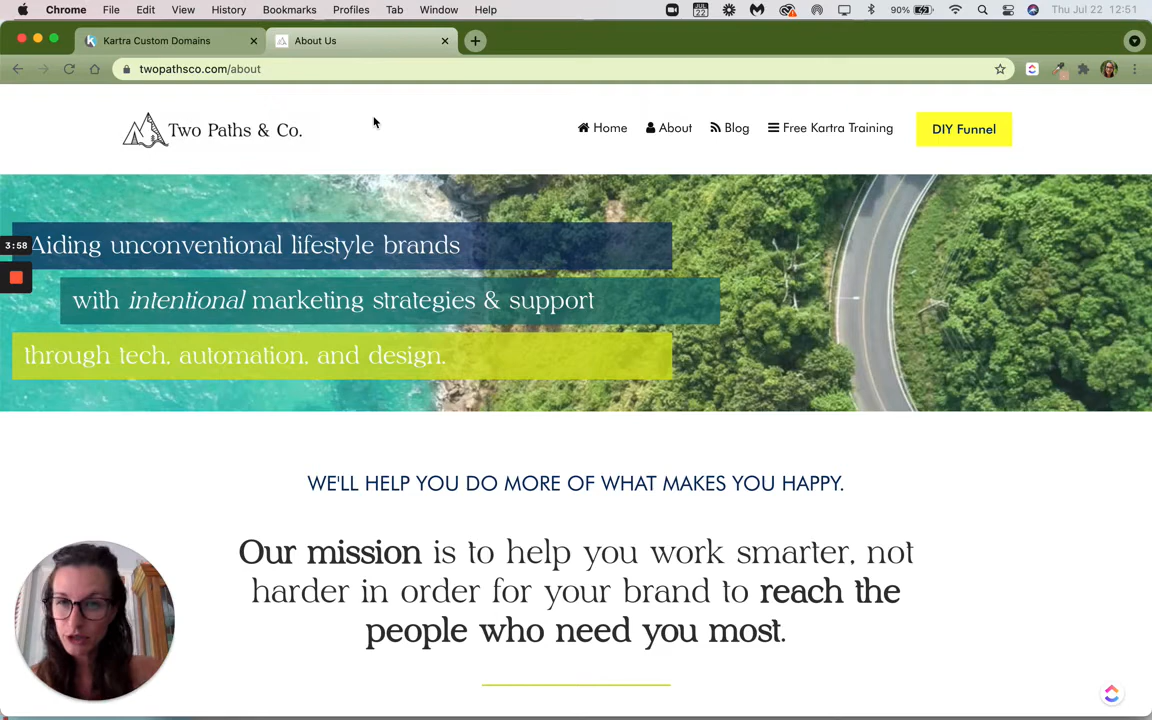 Chrome File Edit View History Bookmarks Profiles Tab Window Help JUL 22 90% Thu Jul 22 12:51
Kartra Custom Domains About Us
twopathsco.com/about
Two Paths & Co. Home About Blog Free Kartra Training DIY Funnel
3:58
Aiding unconventional lifestyle brands
with intentional marketing strategies & support
through tech, automation, and design.
WE'LL HELP YOU DO MORE OF WHAT MAKES YOU HAPPY.
Our mission is to help you work smarter, not
harder in order for your brand to reach the
people who need you most.